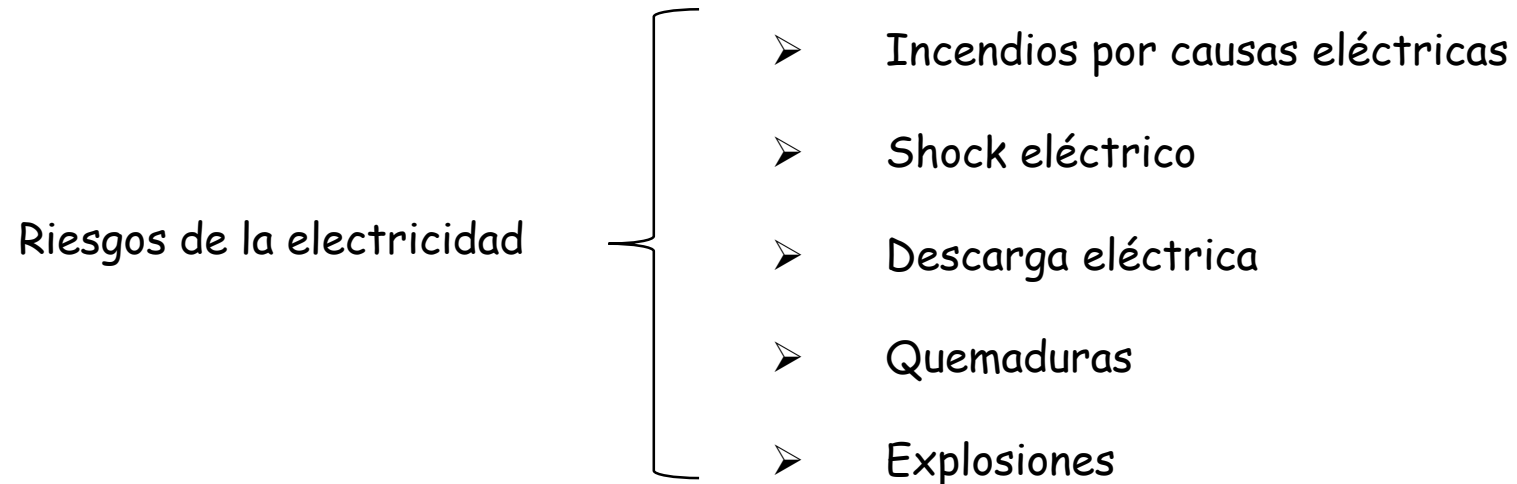 Riesgos de la electricidad
Incendios por causas eléctricas
Shock eléctrico
Descarga eléctrica
Quemaduras
Explosiones